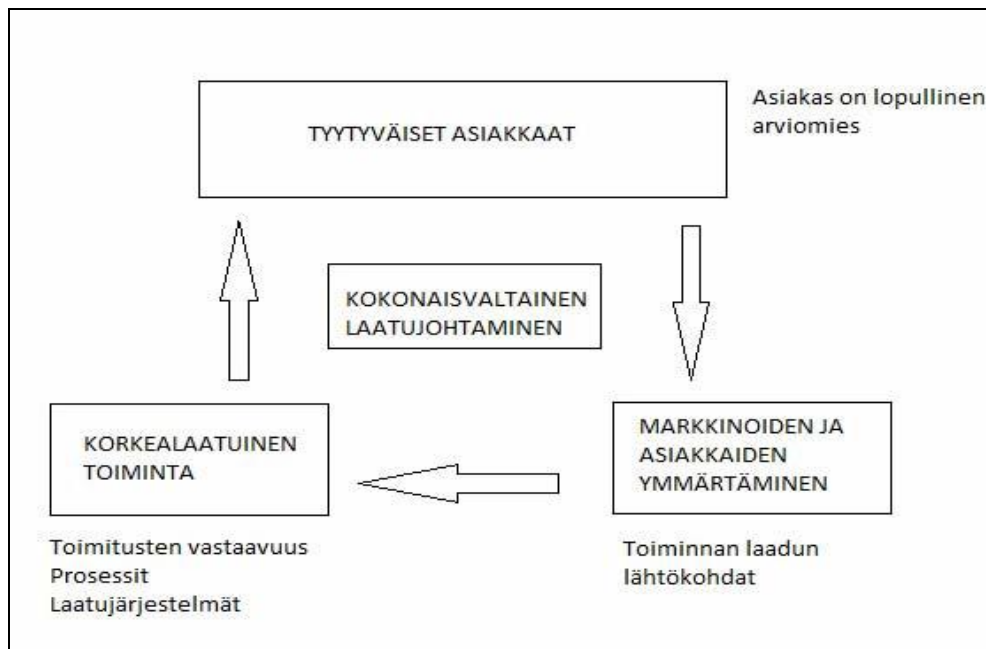 TYYTYVÄISET ASIAKKAAT
Asiakas on lopullinen
arviomies
KOKONAISVALTAINEN
LAATUJOHTAMINEN
KORKEALAATUINEN
TOIMINTA
MARKKINOIDEN JA
ASIAKKAIDEN
YMMÄRTÄMINEN
Toimitusten vastaavuus
Prosessit
Laatujärjestelmät
Toiminnan laadun
lähtökohdat